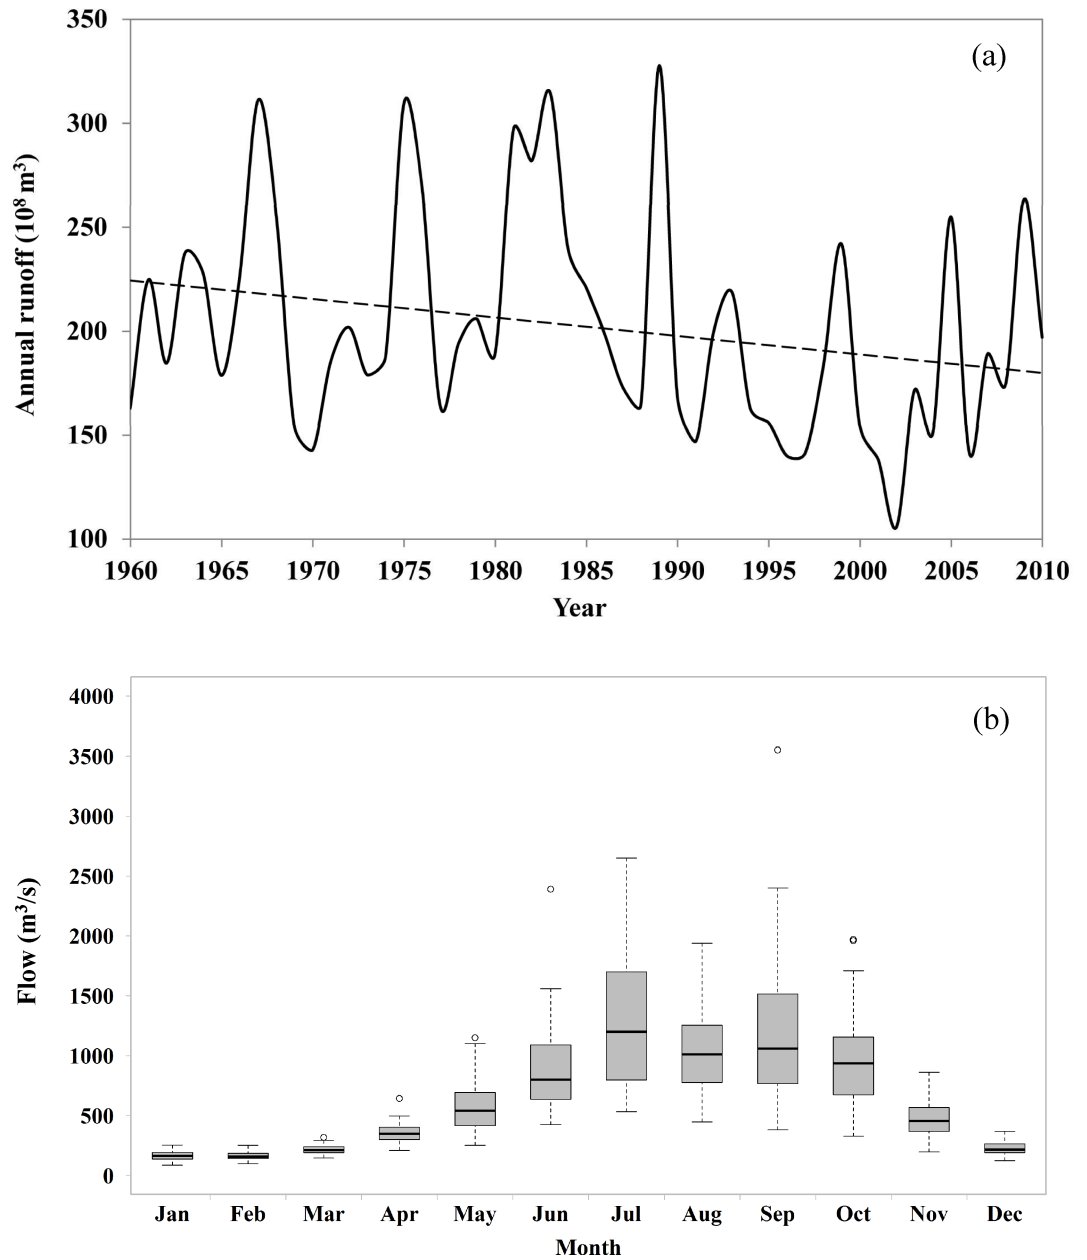 (a)
350
300
250
200
150
100
Annual runoff (10⁸ m³)
1960 1965 1970 1975 1980 1985 1990 1995 2000 2005 2010
Year
(b)
4000
3500
3000
2500
2000
1500
1000
500
0
Flow (m³/s)
Jan Feb Mar Apr May Jun Jul Aug Sep Oct Nov Dec
Month